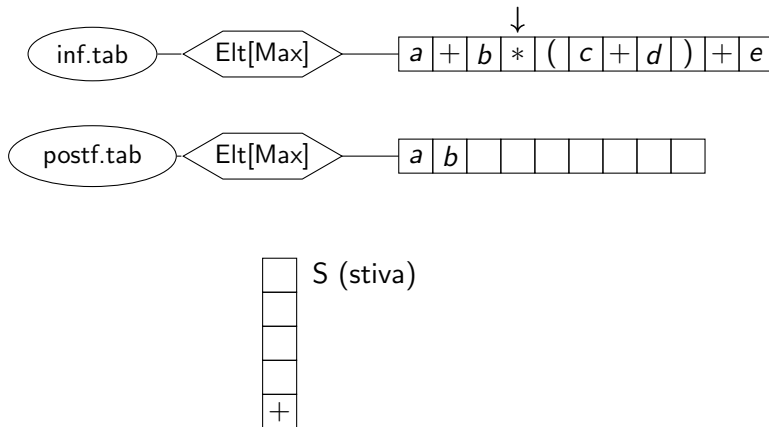 ↓
inf.tab Elt[Max] a + b * ( c + d ) + e
postf.tab Elt[Max] a b
S (stiva)
+